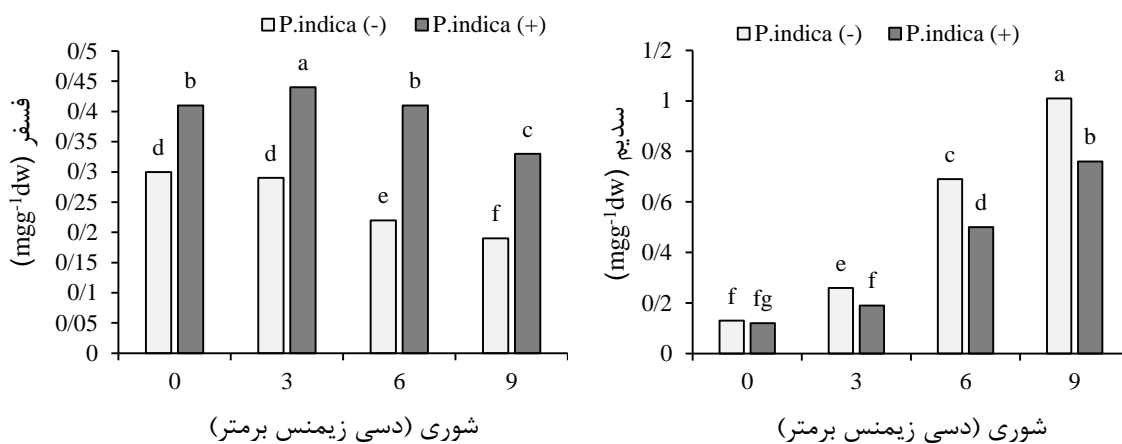 P.indica (-) P.indica (+)
فسفر (mgg-1dw)
0/5
0/45
0/4
0/35
0/3
0/25
0/2
0/15
0/1
0/05
0
d b d a e b f c
0 3 6 9
شوری (دسی زیمنس برمتر)
P.indica (-) P.indica (+)
سدیم (mgg-1dw)
1/2
1
0/8
0/6
0/4
0/2
0
f fg e f c d a b
0 3 6 9
شوری (دسی زیمنس برمتر)